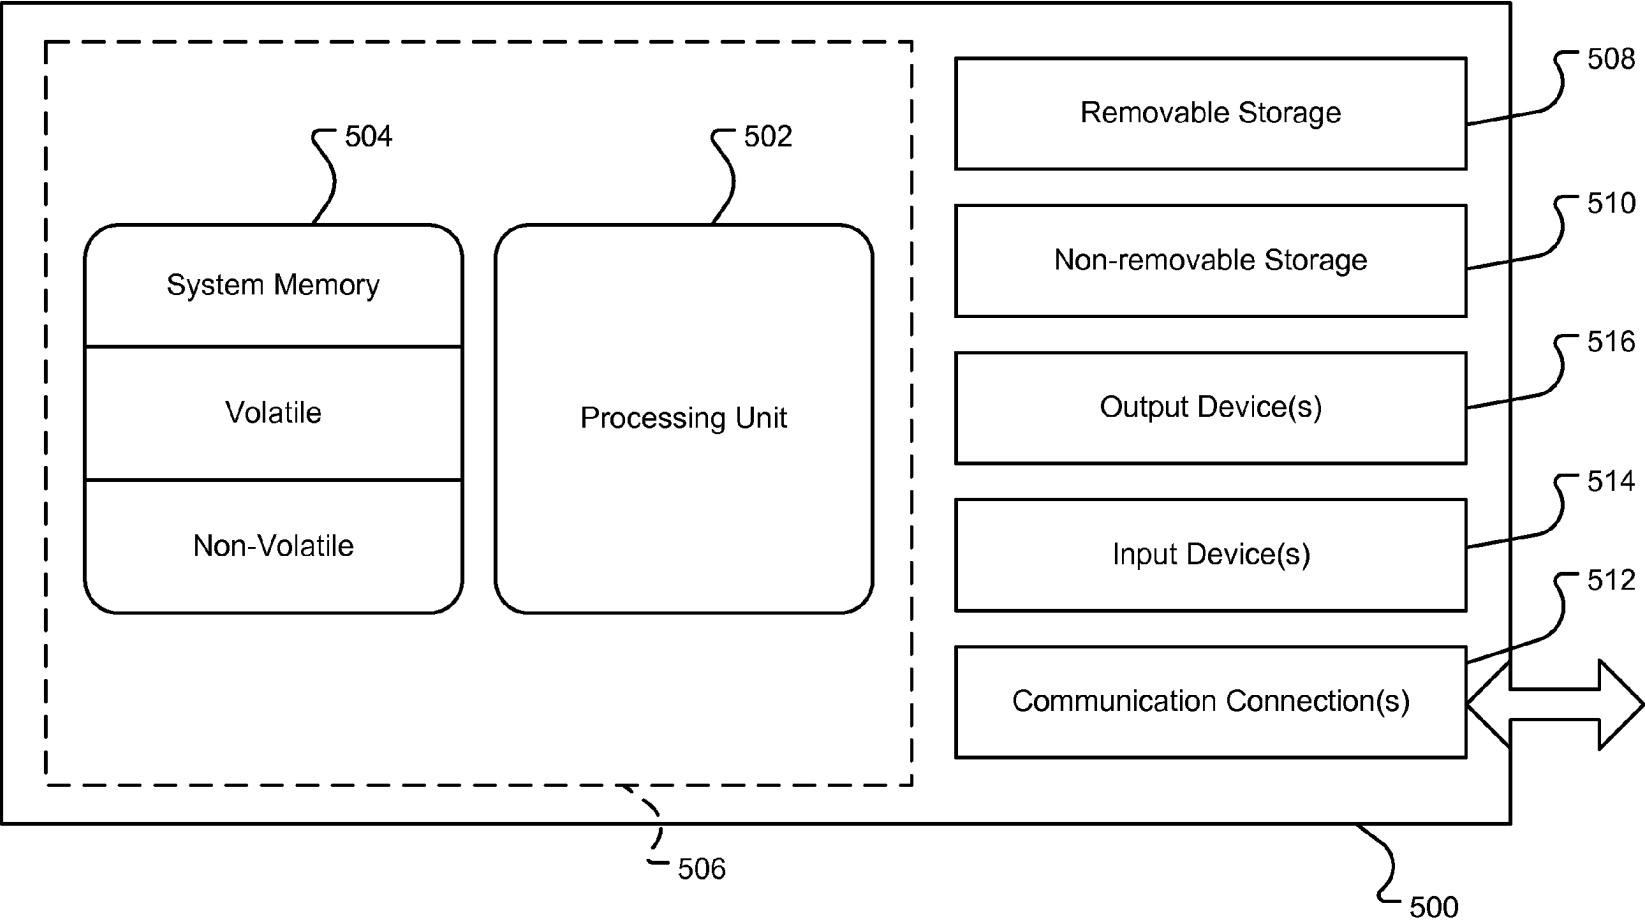 504
502
System Memory
Volatile
Non-Volatile
Processing Unit
506
Removable Storage
508
Non-removable Storage
510
Output Device(s)
516
Input Device(s)
514
Communication Connection(s)
512
500